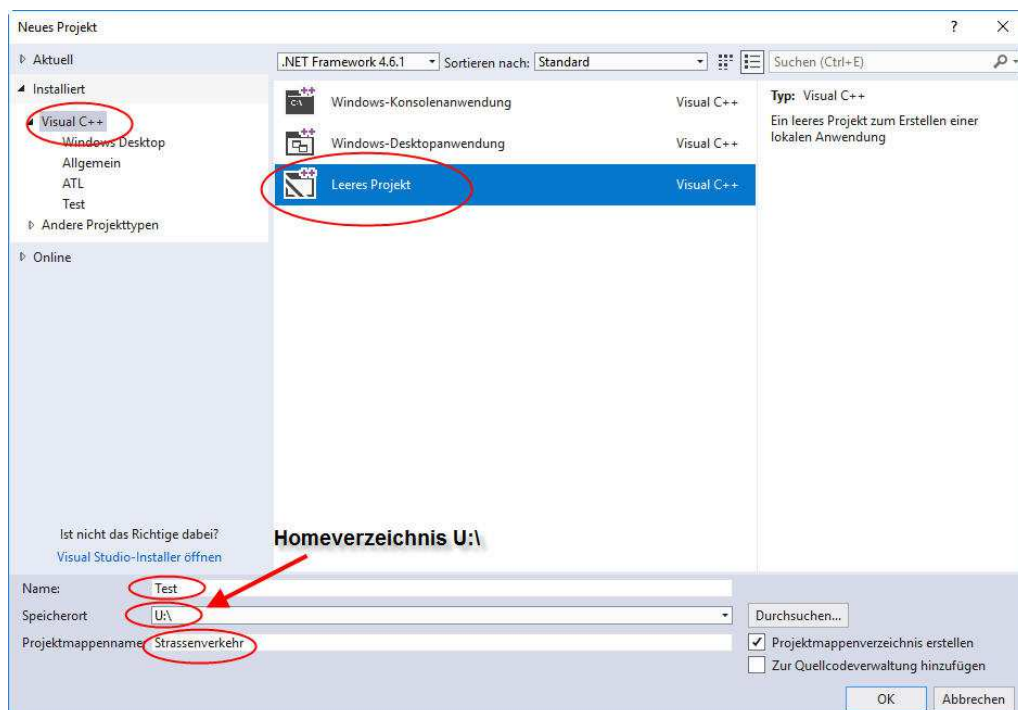 Neues Projekt
?
Aktuell
.NET Framework 4.6.1 Sortieren nach: Standard
Suchen (Ctrl+E)
Installiert
Visual C++
Windows Desktop
Allgemein
ATL
Test
Andere Projekttypen
Online
Windows-Konsolenanwendung Visual C++
Windows-Desktopanwendung Visual C++
Leeres Projekt Visual C++
Typ: Visual C++
Ein leeres Projekt zum Erstellen einer
lokalen Anwendung
Ist nicht das Richtige dabei?
Visual Studio-Installer öffnen
Homeverzeichnis U:\
Name: Test
Speicherort U:\ Durchsuchen...
Projektmappenname Strassenverkehr
Projektmappenverzeichnis erstellen
Zur Quellcodeverwaltung hinzufügen
OK Abbrechen